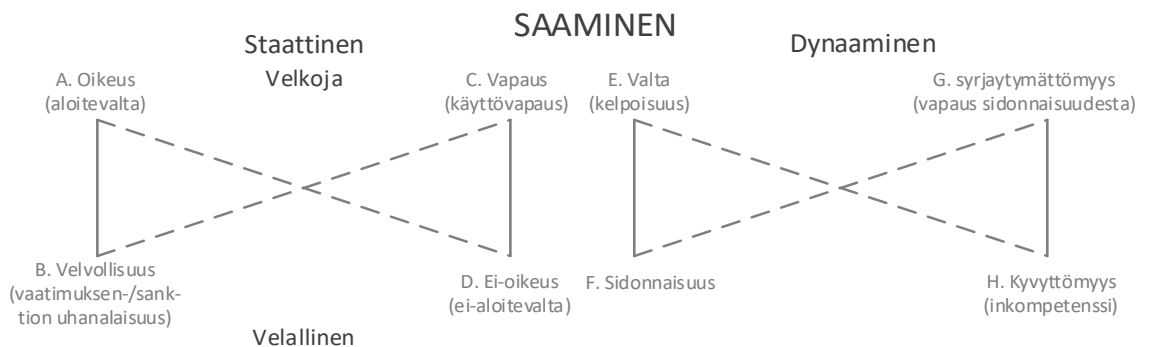 SAAMINEN
Staattinen
Dynaaminen
Velkoja
A. Oikeus
(aloitevalta)
C. Vapaus
(käyttövapaus)
E. Valta
(kelpoisuus)
G. syrjaytymättömyys
(vapaus sidonnaisuudesta)
B. Velvollisuus
(vaatimuksen-/sank-
tion uhanalaisuus)
D. Ei-oikeus
(ei-aloitevalta)
F. Sidonnaisuus
H. Kyvyttömyys
(inkompetenssi)
Velallinen